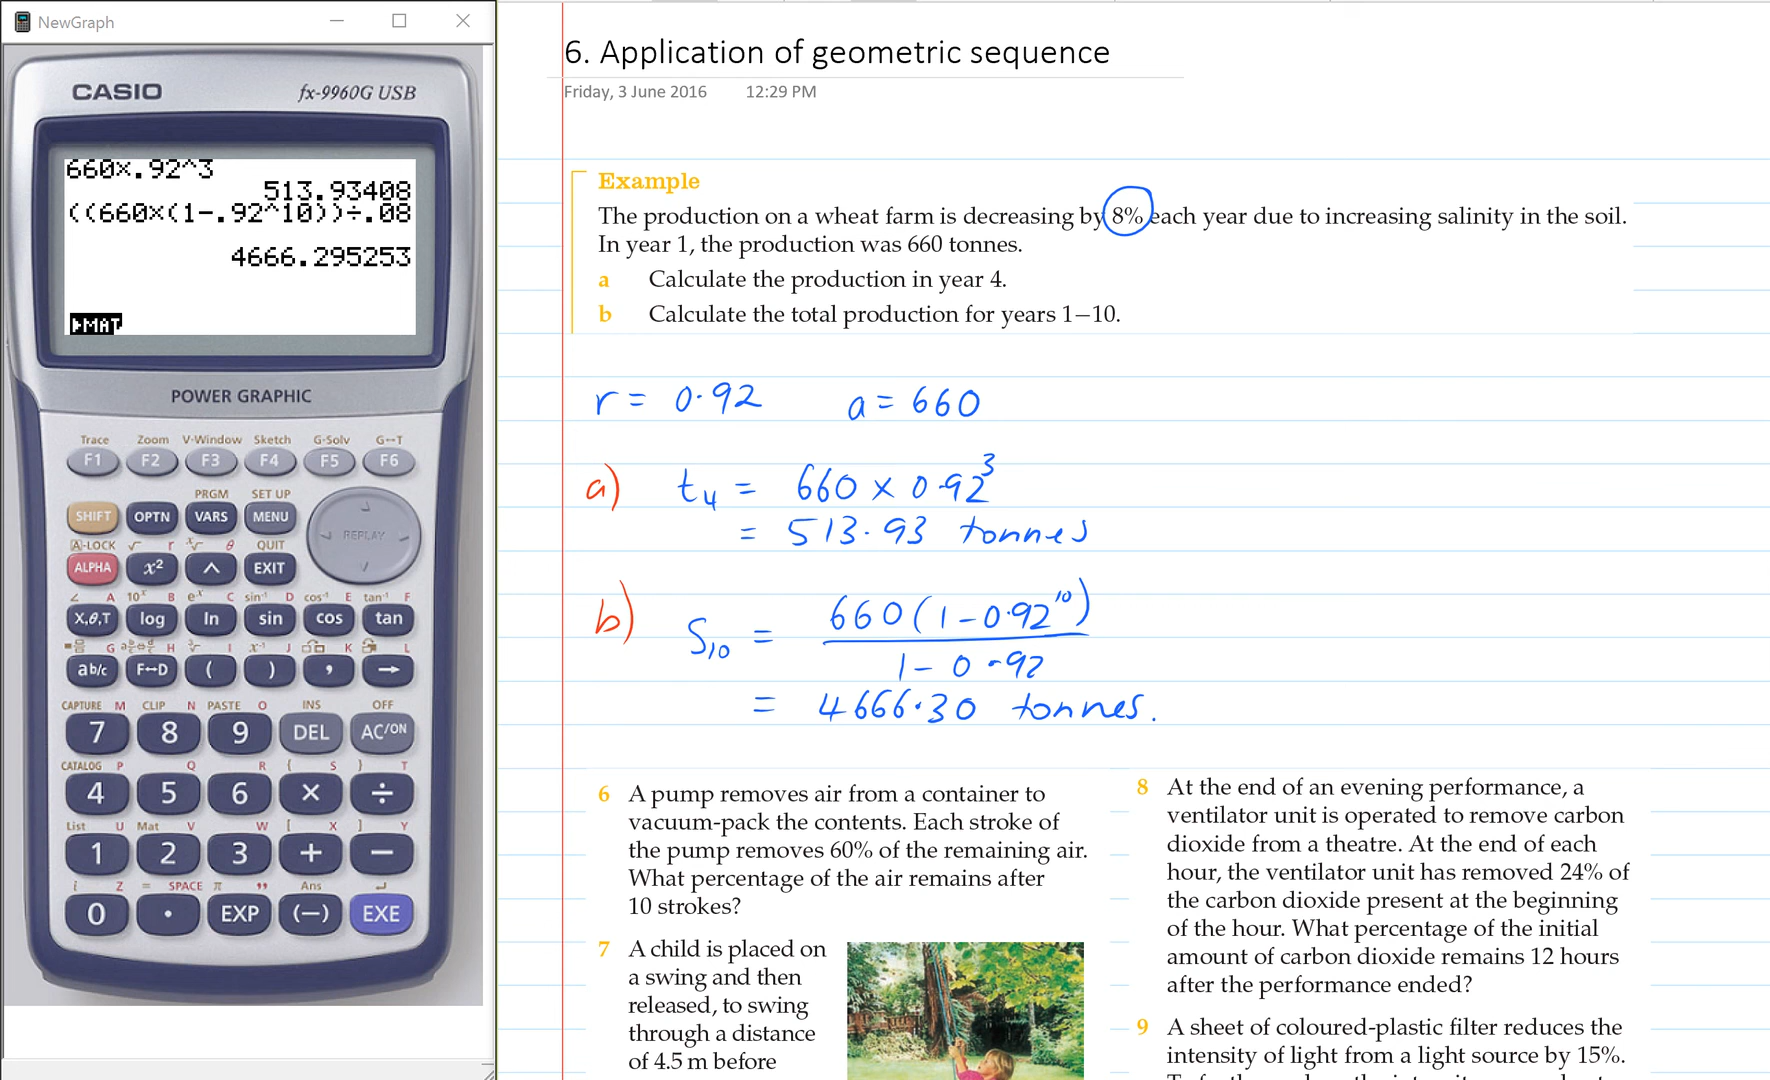 NewGraph
CASIO
fx-9960G USB
660×.92^3
513.93408
((660×(1-.92^10))÷.08
4666.295253
▶MAT
POWER GRAPHIC
Trace Zoom V-Window Sketch G-Solv G↔T
F1 F2 F3 F4 F5 F6
PRGM SET UP
SHIFT OPTN VARS MENU
REPLAY
A-LOCK √ r ˣ√ θ QUIT
ALPHA x² ^ EXIT
∠ A 10ˣ B eˣ C sin⁻¹ D cos⁻¹ E tan⁻¹ F
X,θ,T log ln sin cos tan
G H ³√ I x⁻¹ J K L
ab/c F↔D ( ) , →
CAPTURE M CLIP N PASTE O INS OFF
7 8 9 DEL AC/ON
CATALOG P Q R { S } T
4 5 6 × ÷
List U Mat V W [ X ] Y
1 2 3 + −
i Z = SPACE π " Ans ↵
0 . EXP (−) EXE
6. Application of geometric sequence
Friday, 3 June 2016 12:29 PM
Example
The production on a wheat farm is decreasing by 8% each year due to increasing salinity in the soil.
In year 1, the production was 660 tonnes.
a Calculate the production in year 4.
b Calculate the total production for years 1–10.
r = 0.92 a = 660
a) t₄ = 660 × 0.92³
= 513.93 tonnes
b) S₁₀ = 660(1-0.92¹⁰)
1 - 0.92
= 4666.30 tonnes.
6 A pump removes air from a container to
vacuum-pack the contents. Each stroke of
the pump removes 60% of the remaining air.
What percentage of the air remains after
10 strokes?
7 A child is placed on
a swing and then
released, to swing
through a distance
of 4.5 m before
8 At the end of an evening performance, a
ventilator unit is operated to remove carbon
dioxide from a theatre. At the end of each
hour, the ventilator unit has removed 24% of
the carbon dioxide present at the beginning
of the hour. What percentage of the initial
amount of carbon dioxide remains 12 hours
after the performance ended?
9 A sheet of coloured-plastic filter reduces the
intensity of light from a light source by 15%.